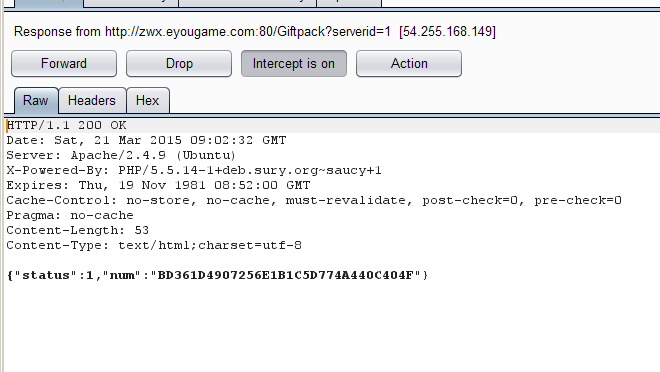 Response from http://zwx.eyougame.com:80/Giftpack?serverid=1 [54.255.168.149]
Forward Drop Intercept is on Action
Raw Headers Hex
HTTP/1.1 200 OK
Date: Sat, 21 Mar 2015 09:02:32 GMT
Server: Apache/2.4.9 (Ubuntu)
X-Powered-By: PHP/5.5.14-1+deb.sury.org~saucy+1
Expires: Thu, 19 Nov 1981 08:52:00 GMT
Cache-Control: no-store, no-cache, must-revalidate, post-check=0, pre-check=0
Pragma: no-cache
Content-Length: 53
Content-Type: text/html;charset=utf-8
{"status":1,"num":"BD361D4907256E1B1C5D774A440C404F"}